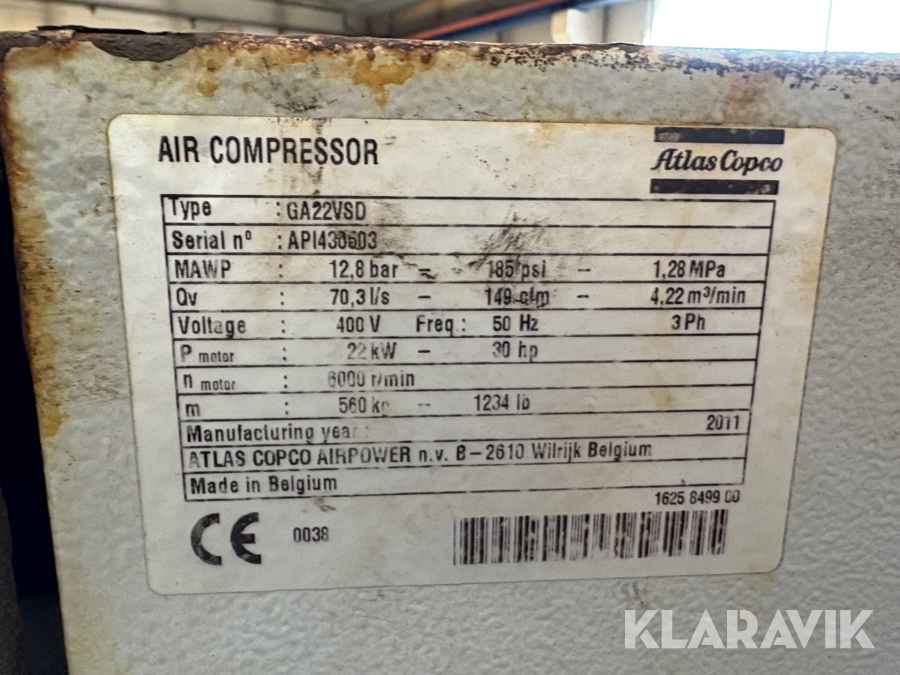 AIR COMPRESSOR
Atlas Copco
Type : GA22VSD
Serial nº : API430603
MAWP : 12,8 bar – 185 psi – 1,28 MPa
Qv : 70,3 l/s – 149 cfm – 4,22 m³/min
Voltage : 400 V Freq.: 50 Hz 3 Ph
P motor : 22 kW – 30 hp
n motor : 6000 r/min
m : 560 kg -- 1234 lb
Manufacturing year : 2011
ATLAS COPCO AIRPOWER n.v. B – 2610 Wilrijk Belgium
Made in Belgium
1625 8499 00
CE 0038
KLARAVIK